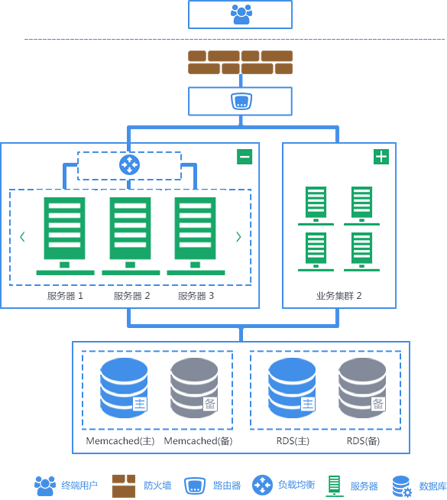 服务器 1 服务器 2 服务器 3 业务集群 2
主 备 主 备
Memcached(主) Memcached(备) RDS(主) RDS(备)
终端用户 防火墙 路由器 负载均衡 服务器 数据库